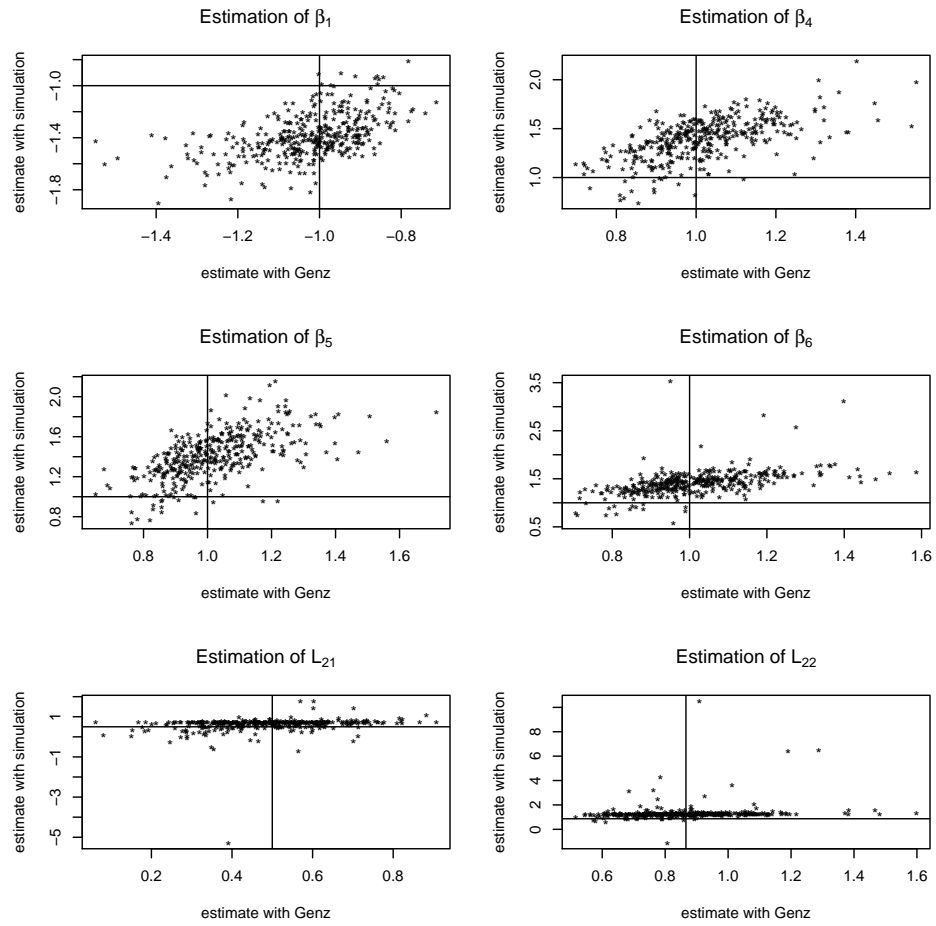 Estimation of β1
estimate with simulation
−1.8 −1.4 −1.0
−1.4 −1.2 −1.0 −0.8
estimate with Genz
Estimation of β4
estimate with simulation
1.0 1.5 2.0
0.8 1.0 1.2 1.4
estimate with Genz
Estimation of β5
estimate with simulation
0.8 1.2 1.6 2.0
0.8 1.0 1.2 1.4 1.6
estimate with Genz
Estimation of β6
estimate with simulation
0.5 1.5 2.5 3.5
0.8 1.0 1.2 1.4 1.6
estimate with Genz
Estimation of L21
estimate with simulation
−5 −3 −1 1
0.2 0.4 0.6 0.8
estimate with Genz
Estimation of L22
estimate with simulation
0 2 4 6 8
0.6 0.8 1.0 1.2 1.4 1.6
estimate with Genz